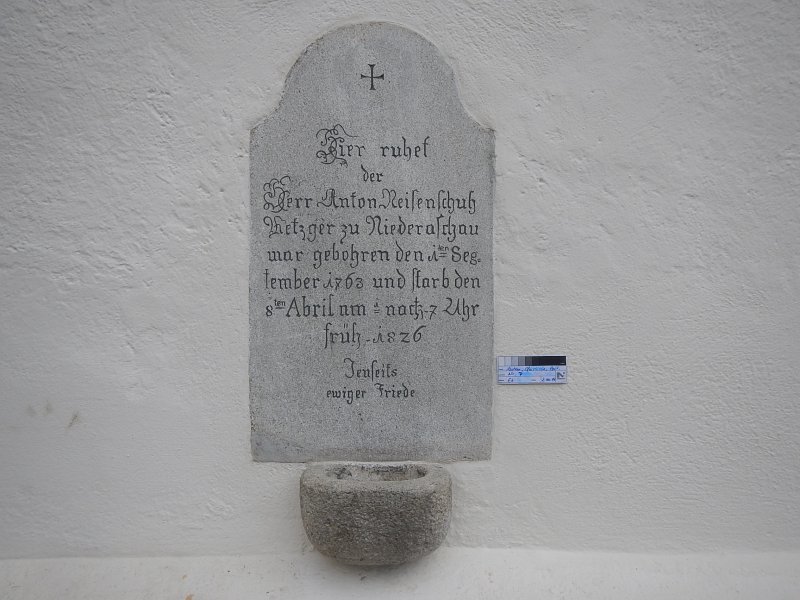 Hier ruhet
der
Herr Anton Reisenschuh
Metzger zu Niederaschau
war gebohren den 1ten Seg-
tember 1763 und starb den
8ten Abril um ½ nach 7 Uhr
früh 1826
Jenseits
ewiger Friede